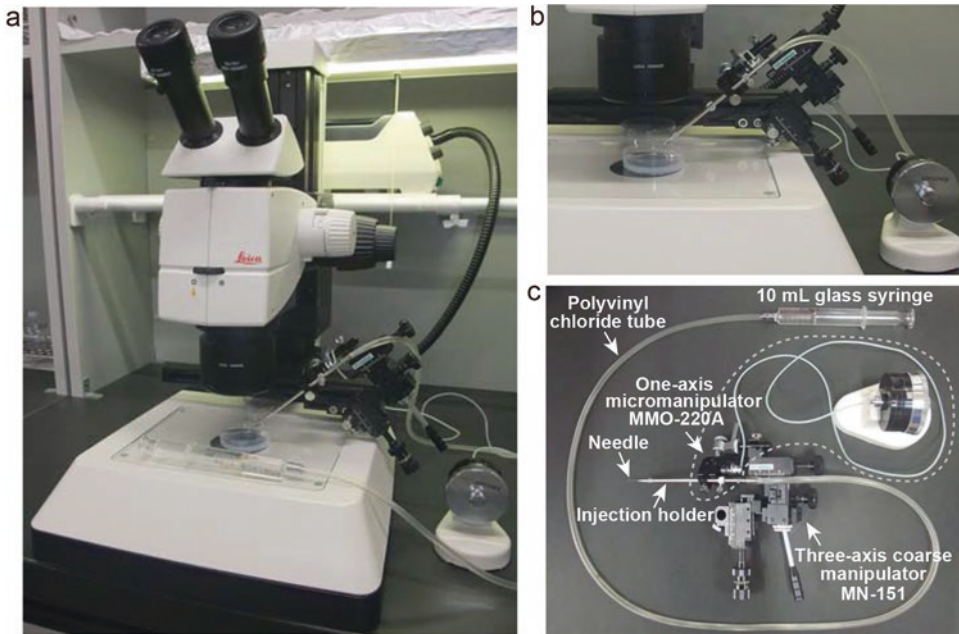 a
Leica
b
c
10 mL glass syringe
Polyvinyl
chloride tube
One-axis
micromanipulator
MMO-220A
Needle
Injection holder
Three-axis coarse
manipulator
MN-151